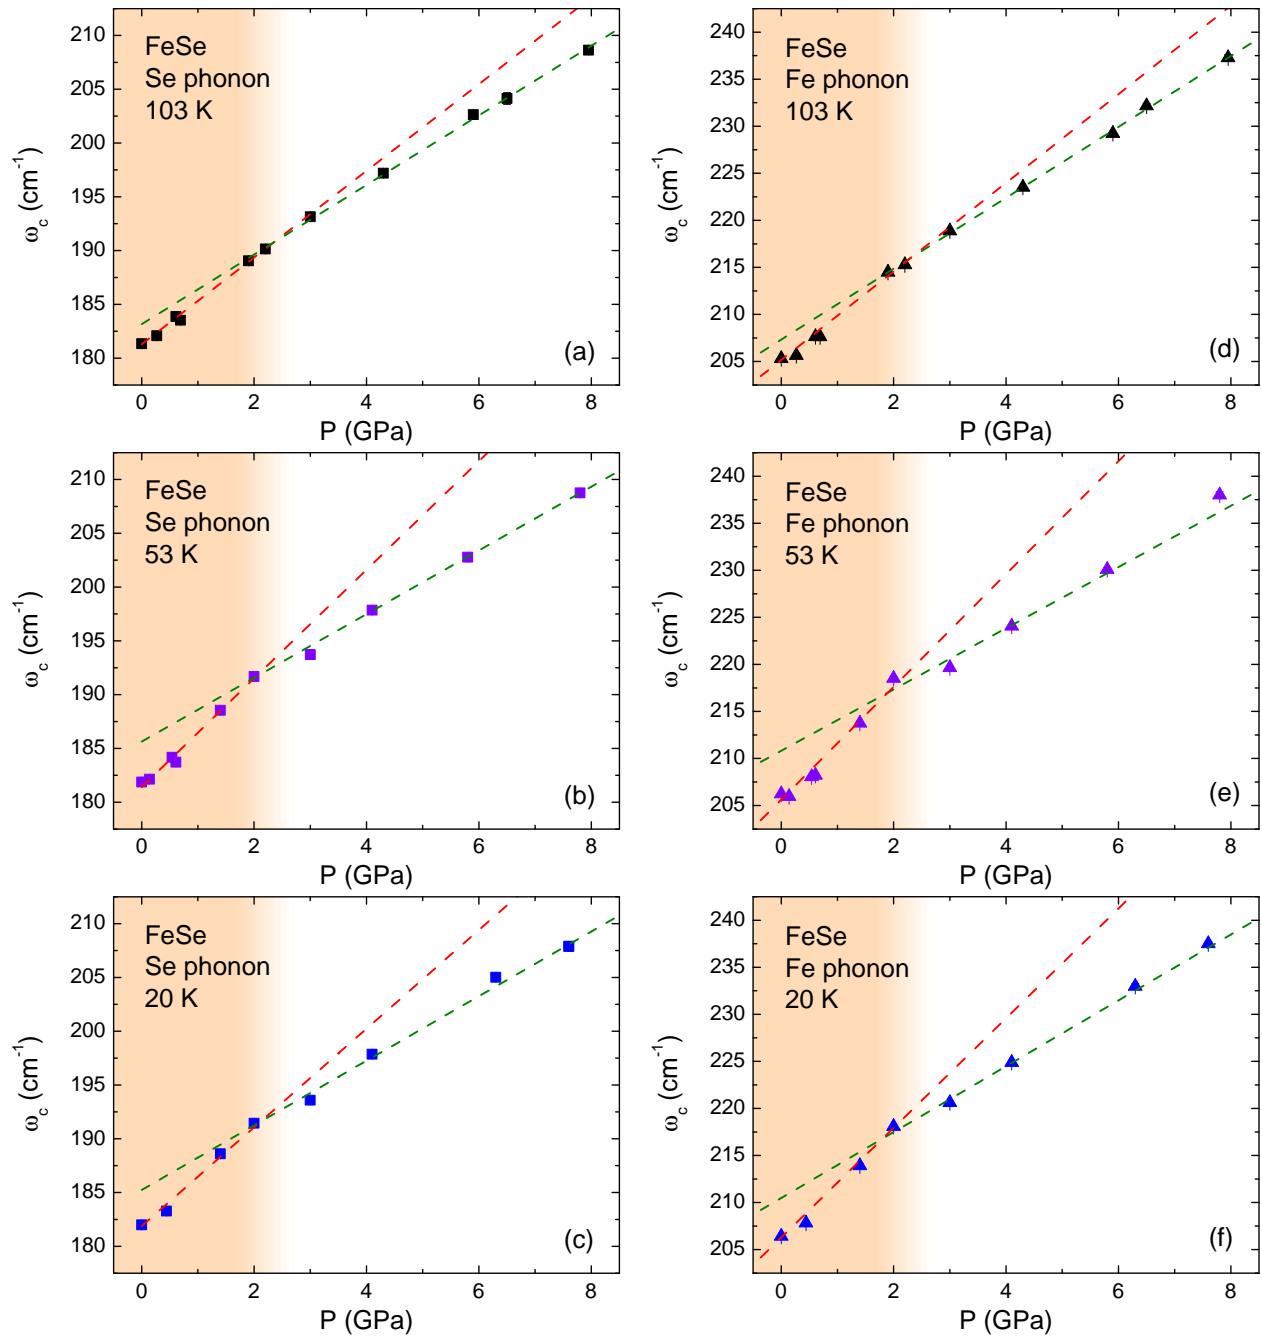 210
205
200
195
190
185
180
ω_c (cm⁻¹)
FeSe
Se phonon
103 K
(a)
0 2 4 6 8
P (GPa)
240
235
230
225
220
215
210
205
ω_c (cm⁻¹)
FeSe
Fe phonon
103 K
(d)
0 2 4 6 8
P (GPa)
210
205
200
195
190
185
180
ω_c (cm⁻¹)
FeSe
Se phonon
53 K
(b)
0 2 4 6 8
P (GPa)
240
235
230
225
220
215
210
205
ω_c (cm⁻¹)
FeSe
Fe phonon
53 K
(e)
0 2 4 6 8
P (GPa)
210
205
200
195
190
185
180
ω_c (cm⁻¹)
FeSe
Se phonon
20 K
(c)
0 2 4 6 8
P (GPa)
240
235
230
225
220
215
210
205
ω_c (cm⁻¹)
FeSe
Fe phonon
20 K
(f)
0 2 4 6 8
P (GPa)